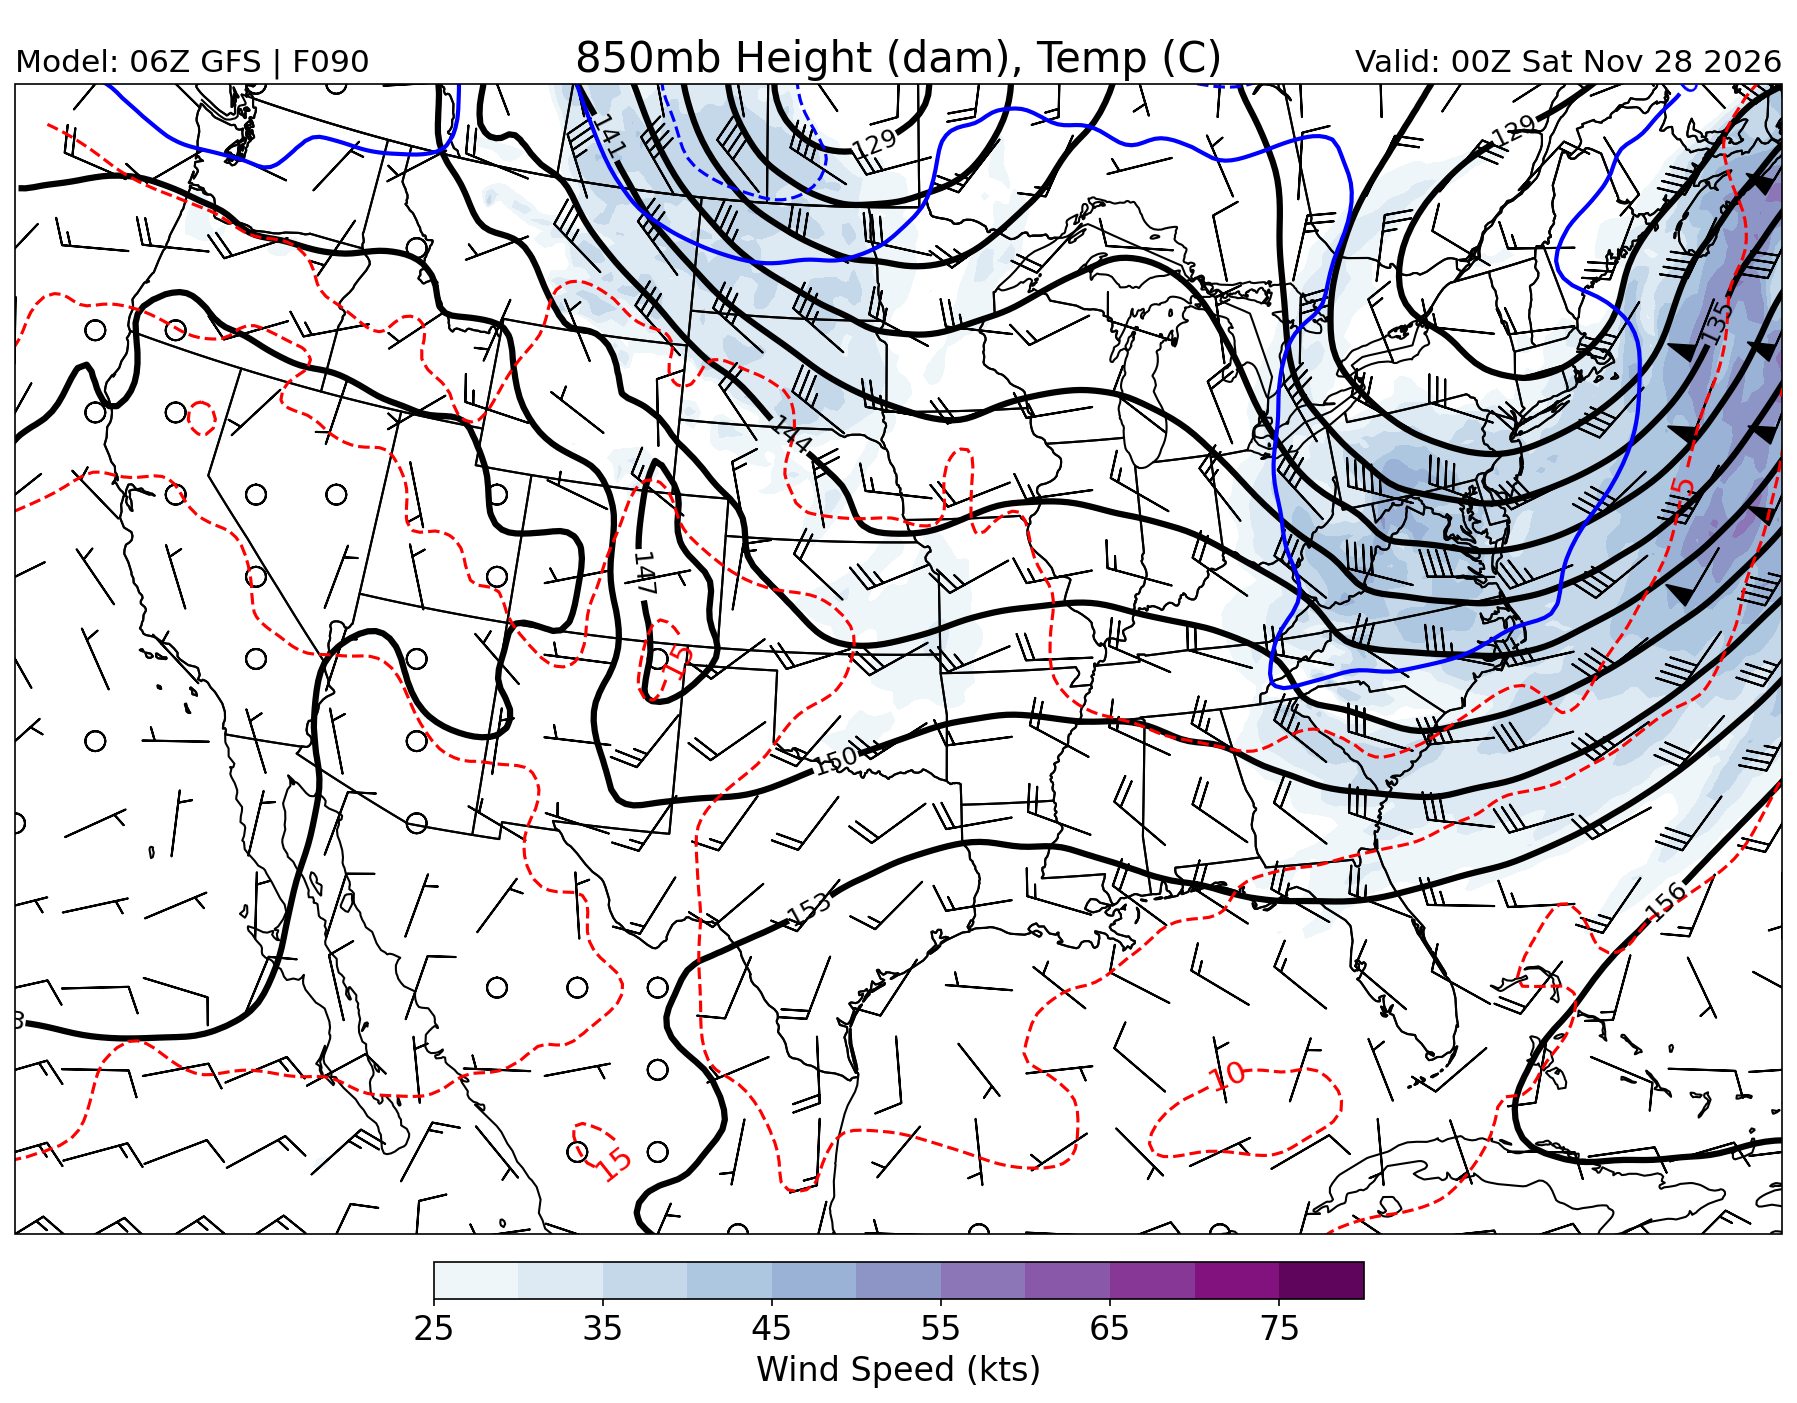 Model: 06Z GFS | F090
850mb Height (dam), Temp (C)
Valid: 00Z Sat Nov 28 2026
141
129
129
135
144
5
147
15
150
153
156
10
15
25 35 45 55 65 75
Wind Speed (kts)